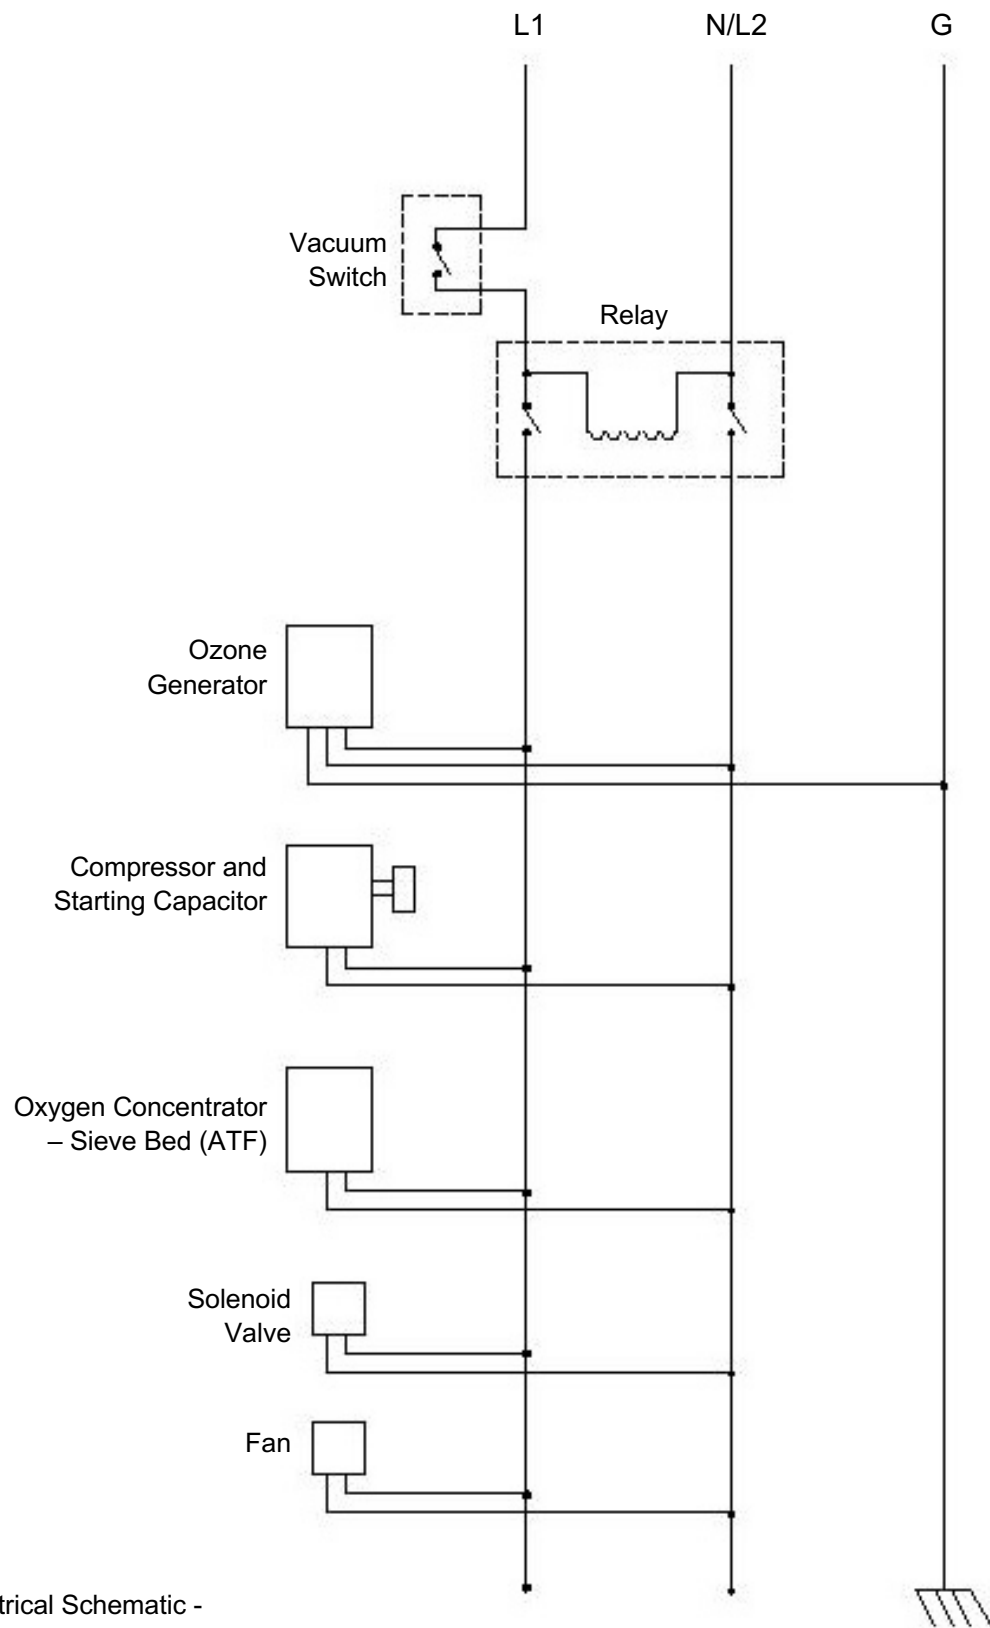 L1 N/L2 G
Vacuum
Switch
Relay
Ozone
Generator
Compressor and
Starting Capacitor
Oxygen Concentrator
– Sieve Bed (ATF)
Solenoid
Valve
Fan
trical Schematic -